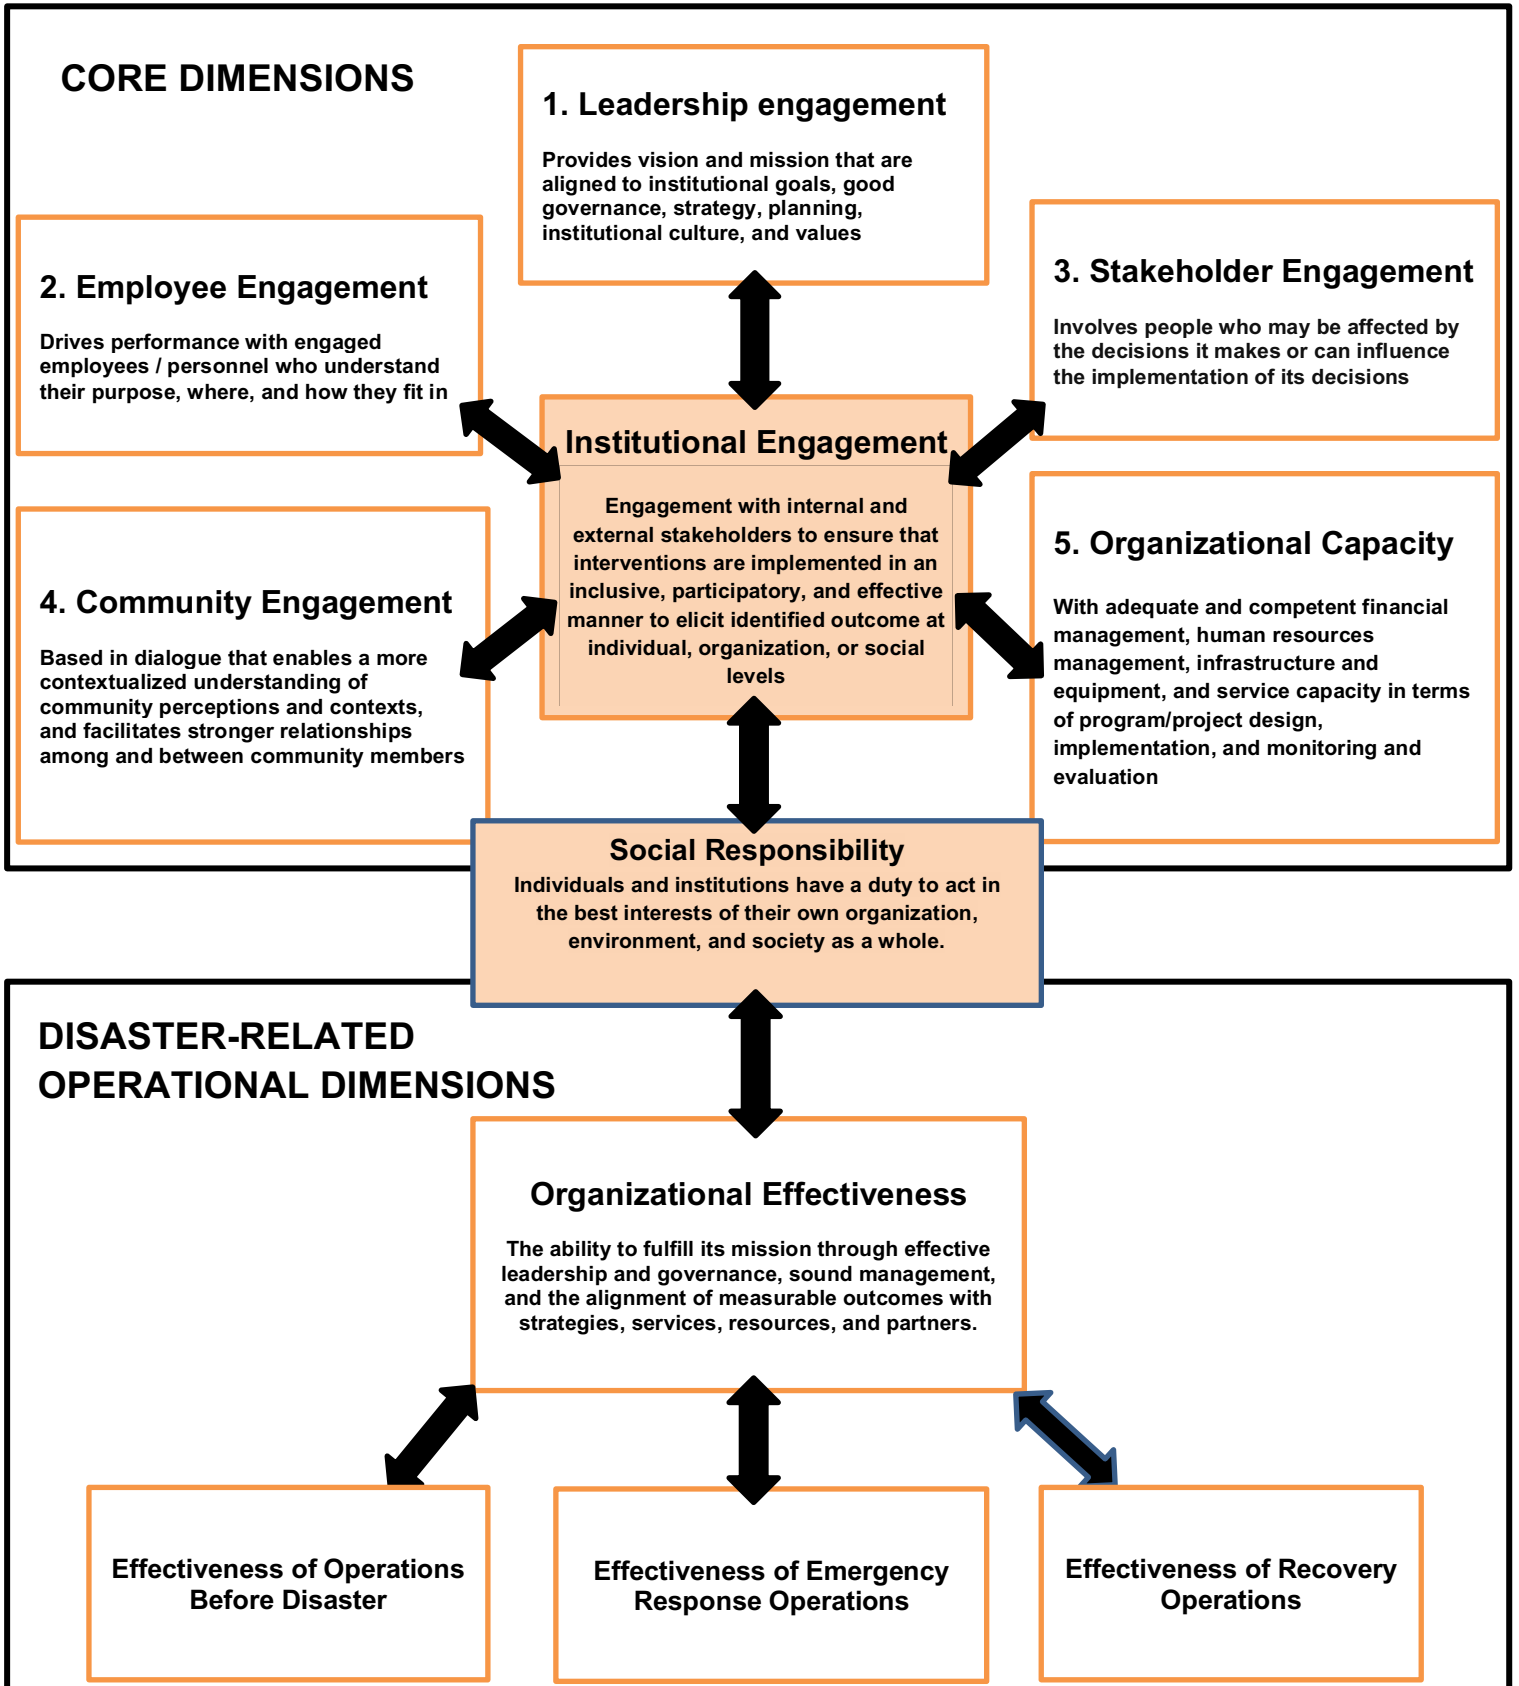 CORE DIMENSIONS
1. Leadership engagement
Provides vision and mission that are
aligned to institutional goals, good
governance, strategy, planning,
institutional culture, and values
2. Employee Engagement
Drives performance with engaged
employees / personnel who understand
their purpose, where, and how they fit in
3. Stakeholder Engagement
Involves people who may be affected by
the decisions it makes or can influence
the implementation of its decisions
Institutional Engagement
Engagement with internal and
external stakeholders to ensure that
interventions are implemented in an
inclusive, participatory, and effective
manner to elicit identified outcome at
individual, organization, or social
levels
4. Community Engagement
Based in dialogue that enables a more
contextualized understanding of
community perceptions and contexts,
and facilitates stronger relationships
among and between community members
5. Organizational Capacity
With adequate and competent financial
management, human resources
management, infrastructure and
equipment, and service capacity in terms
of program/project design,
implementation, and monitoring and
evaluation
Social Responsibility
Individuals and institutions have a duty to act in
the best interests of their own organization,
environment, and society as a whole.
DISASTER-RELATED
OPERATIONAL DIMENSIONS
Organizational Effectiveness
The ability to fulfill its mission through effective
leadership and governance, sound management,
and the alignment of measurable outcomes with
strategies, services, resources, and partners.
Effectiveness of Operations
Before Disaster
Effectiveness of Emergency
Response Operations
Effectiveness of Recovery
Operations